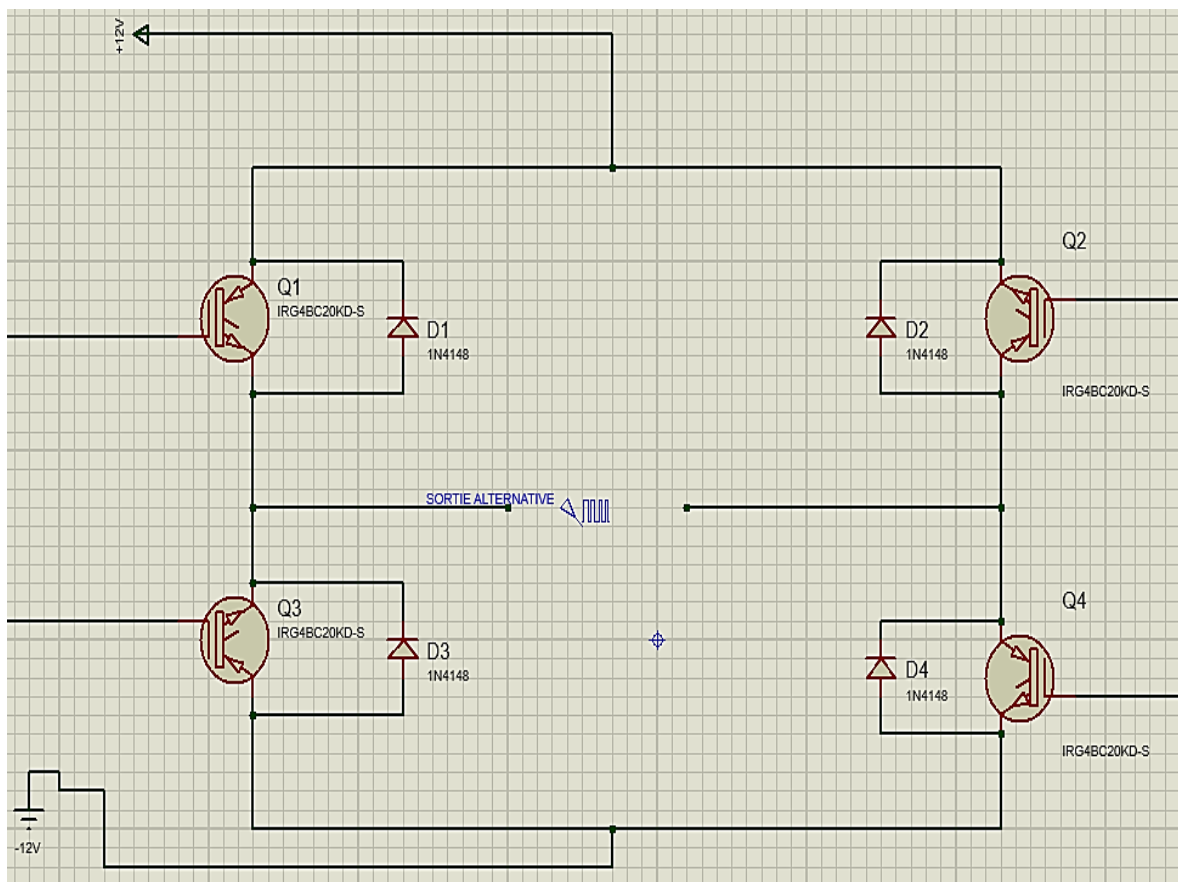 +12V
Q1
IRG4BC20KD-S
D1
1N4148
Q2
IRG4BC20KD-S
D2
1N4148
SORTIE ALTERNATIVE
Q3
IRG4BC20KD-S
D3
1N4148
Q4
IRG4BC20KD-S
D4
1N4148
-12V